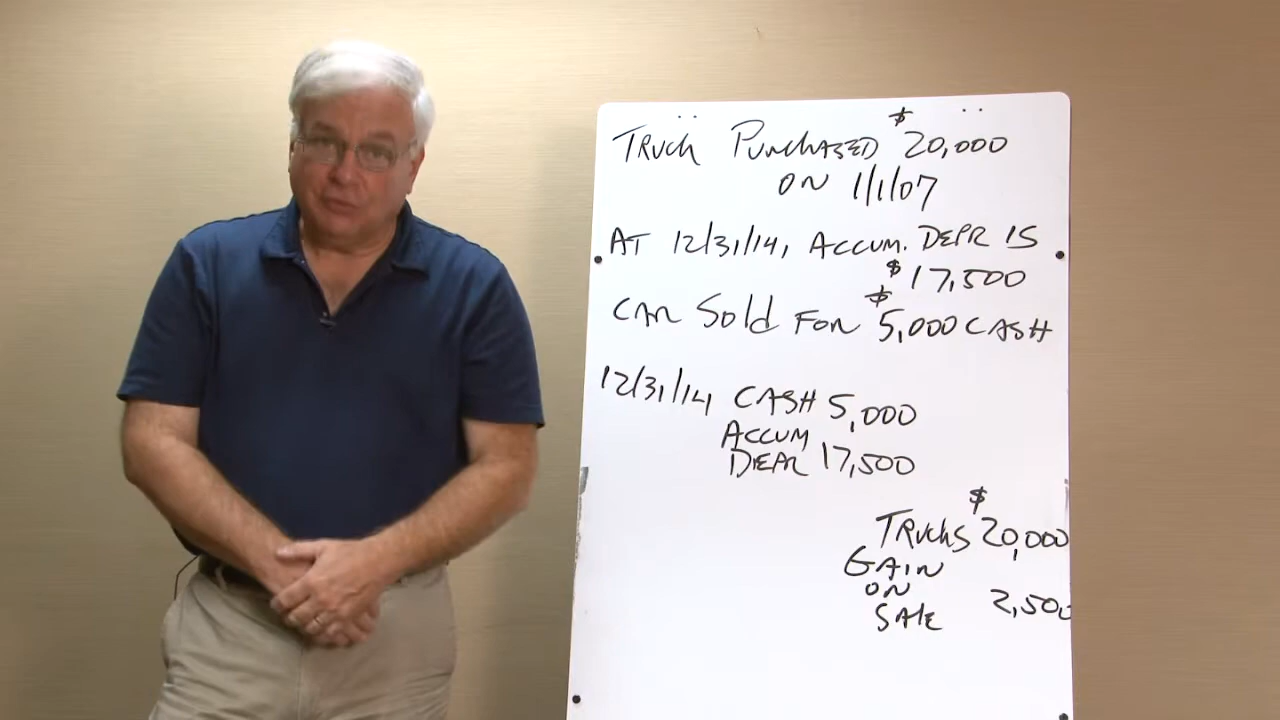 TRUCK PURCHASED $20,000
ON 1/1/07
AT 12/31/14, ACCUM. DEPR IS
$17,500
CAR Sold FOR $5,000 CASH
12/31/14 CASH 5,000
ACCUM
DEPR 17,500
TRUCKS $20,000
GAIN
ON 2,500
SALE